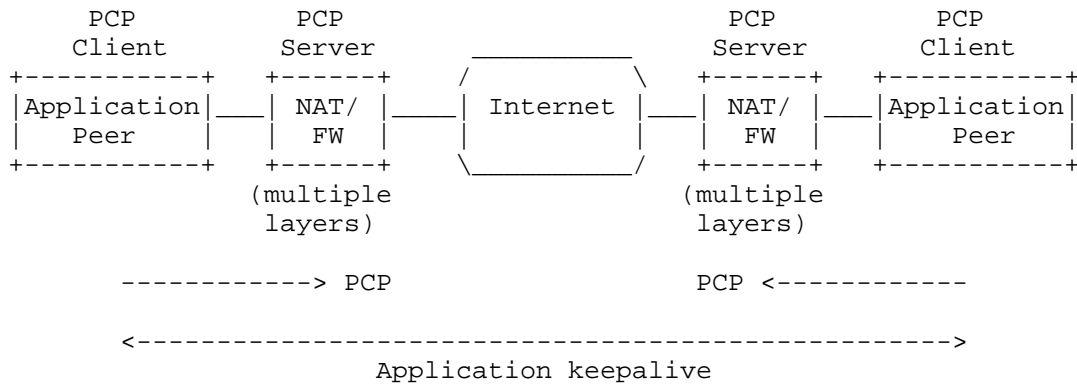 PCP PCP PCP PCP
Client Server Server Client
Application NAT/ Internet NAT/ Application
Peer FW FW Peer
(multiple (multiple
layers) layers)
------------> PCP PCP <------------
<--------------------------------------------------->
Application keepalive